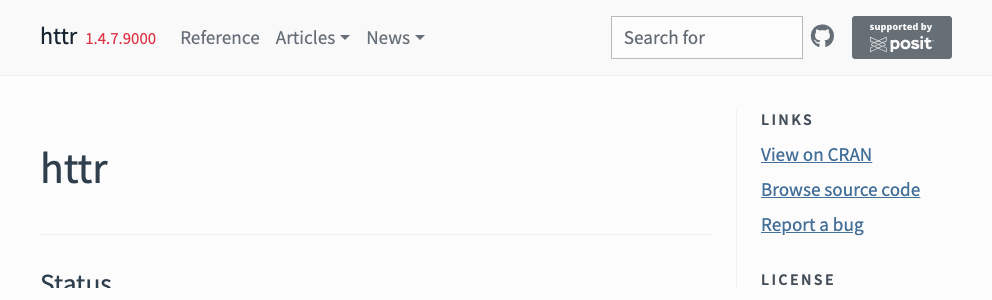 httr 1.4.7.9000 Reference Articles News Search for supported by posit
httr
Status
LINKS
View on CRAN
Browse source code
Report a bug
LICENSE